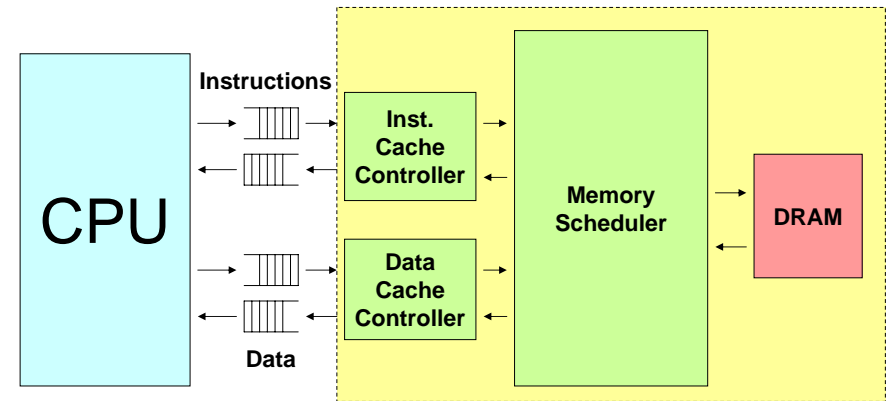 CPU
Instructions
Data
Inst.
Cache
Controller
Data
Cache
Controller
Memory
Scheduler
DRAM